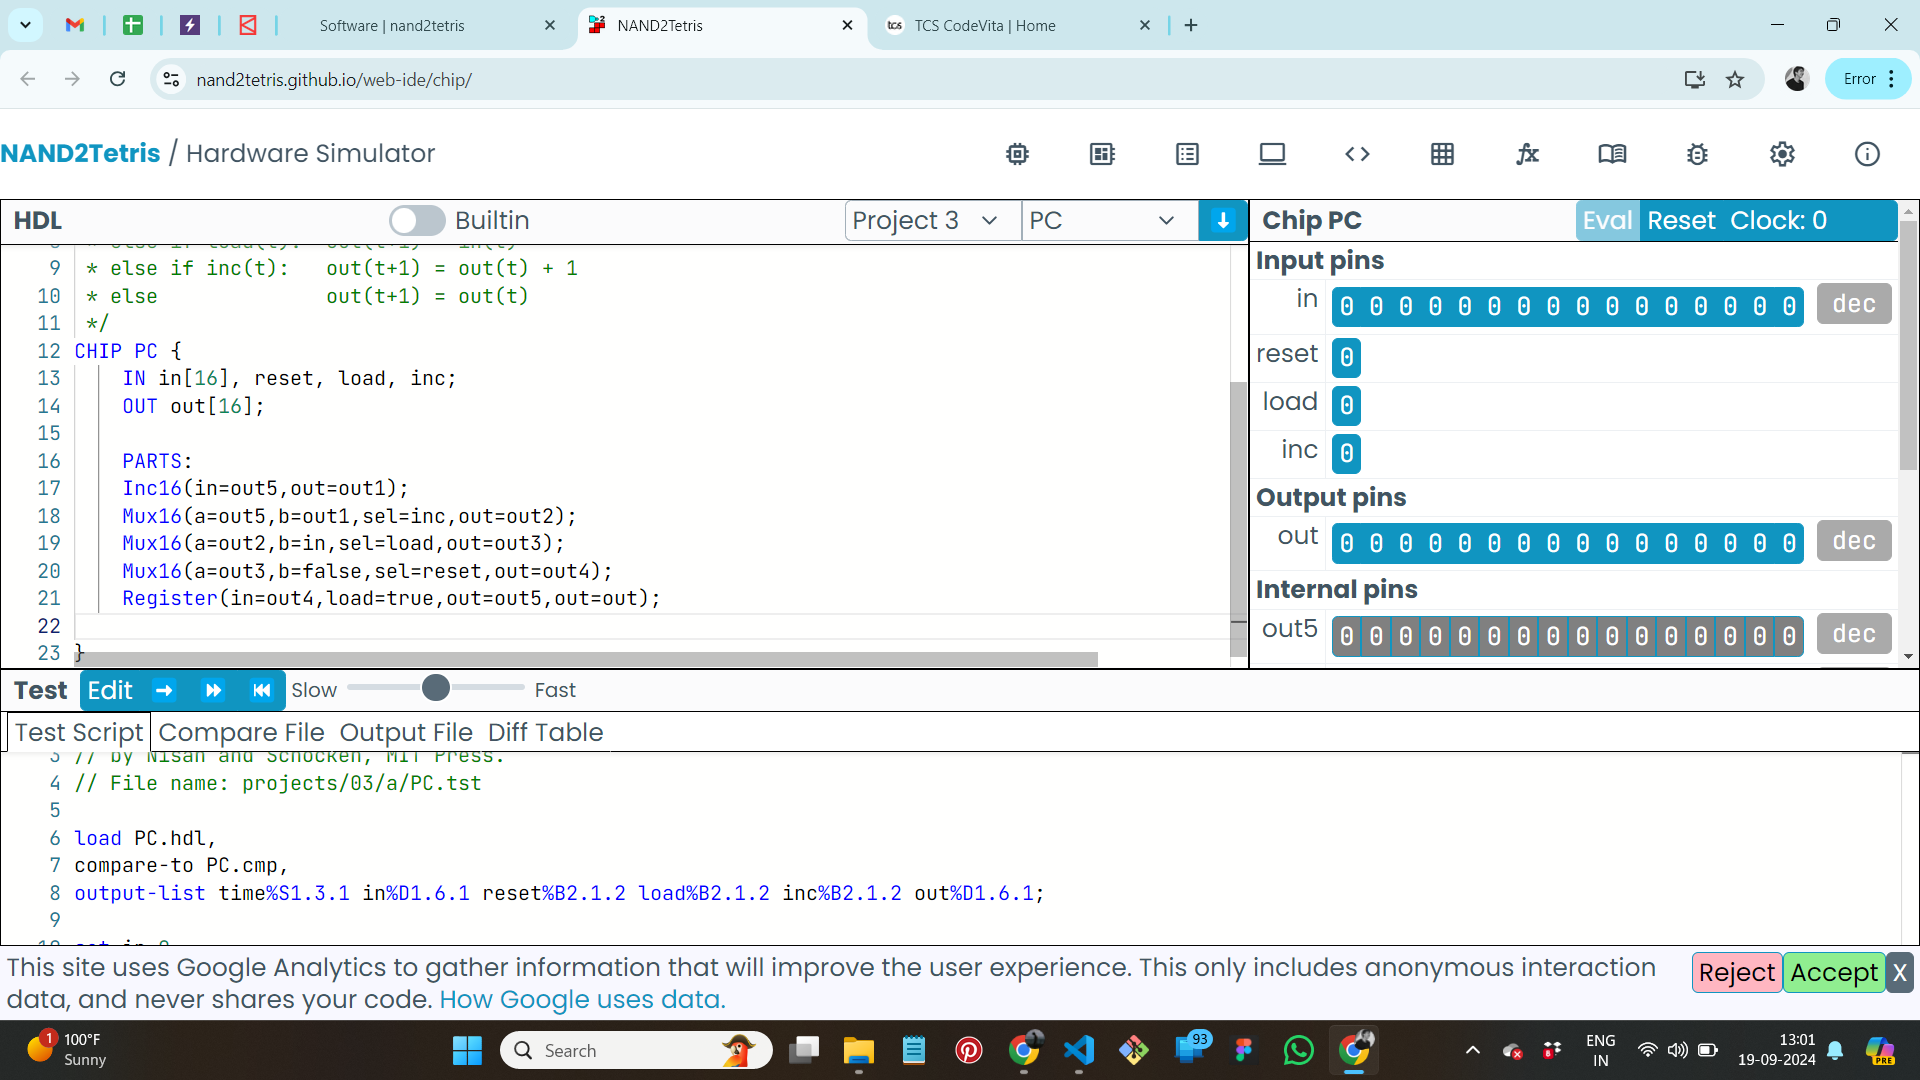 Software | nand2tetris
NAND2Tetris
TCS CodeVita | Home
nand2tetris.github.io/web-ide/chip/
Error
NAND2Tetris / Hardware Simulator
HDL
Builtin
Project 3
PC
Chip PC
Eval Reset Clock: 0
9 * else if inc(t): out(t+1) = out(t) + 1
10 * else out(t+1) = out(t)
11 */
12 CHIP PC {
13 IN in[16], reset, load, inc;
14 OUT out[16];
15
16 PARTS:
17 Inc16(in=out5,out=out1);
18 Mux16(a=out5,b=out1,sel=inc,out=out2);
19 Mux16(a=out2,b=in,sel=load,out=out3);
20 Mux16(a=out3,b=false,sel=reset,out=out4);
21 Register(in=out4,load=true,out=out5,out=out);
22
23 }
Input pins
in 0 0 0 0 0 0 0 0 0 0 0 0 0 0 0 0 dec
reset 0
load 0
inc 0
Output pins
out 0 0 0 0 0 0 0 0 0 0 0 0 0 0 0 0 dec
Internal pins
out5 0 0 0 0 0 0 0 0 0 0 0 0 0 0 0 0 dec
Test Edit Slow Fast
Test Script Compare File Output File Diff Table
3 // by Nisan and Schocken, MIT Press.
4 // File name: projects/03/a/PC.tst
5
6 load PC.hdl,
7 compare-to PC.cmp,
8 output-list time%S1.3.1 in%D1.6.1 reset%B2.1.2 load%B2.1.2 inc%B2.1.2 out%D1.6.1;
9
This site uses Google Analytics to gather information that will improve the user experience. This only includes anonymous interaction
data, and never shares your code. How Google uses data.
Reject Accept X
1
100°F
Sunny
Search
93
8
ENG
IN
13:01
19-09-2024
PRE